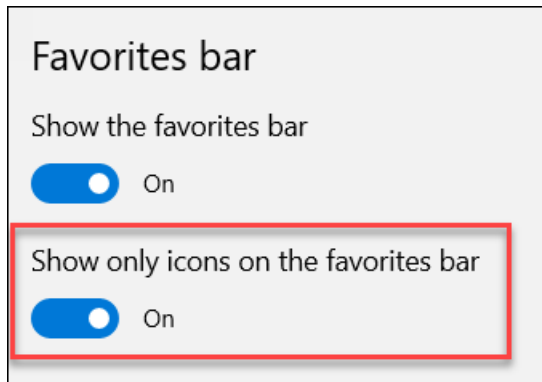 Favorites bar
Show the favorites bar
On
Show only icons on the favorites bar
On